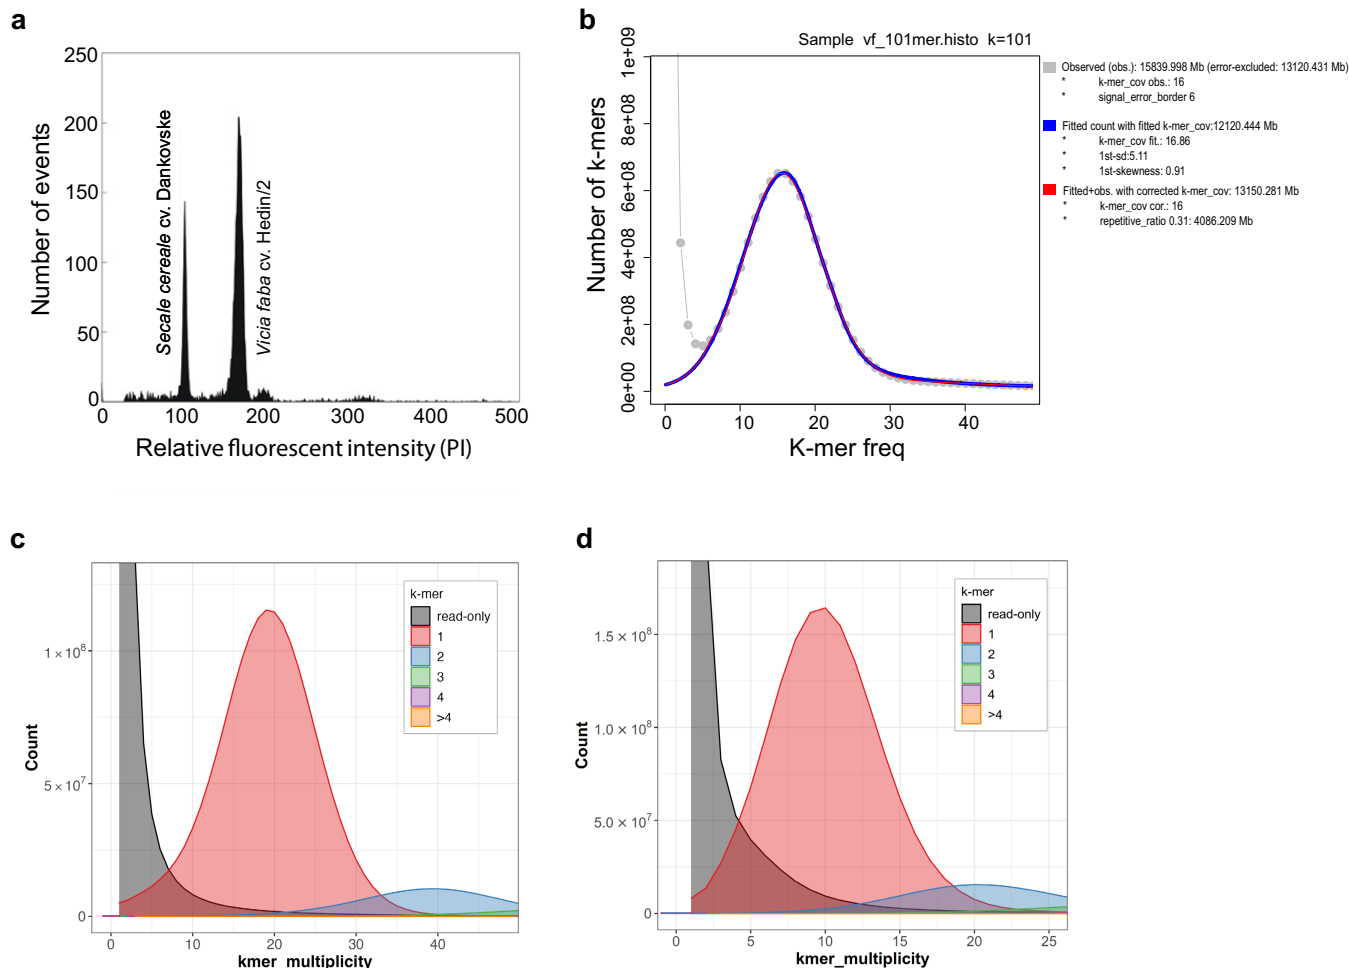 a
250
200
150
100
50
0
Number of events
Secale cereale cv. Dankovske
Vicia faba cv. Hedin/2
0 100 200 300 400 500
Relative fluorescent intensity (PI)
b
Sample vf_101mer.histo k=101
Number of k-mers
1e+09
8e+08
6e+08
4e+08
2e+08
0e+00
0 10 20 30 40
K-mer freq
Observed (obs.): 15839.998 Mb (error-excluded: 13120.431 Mb)
* k-mer_cov obs.: 16
* signal_error_border 6
Fitted count with fitted k-mer_cov:12120.444 Mb
* k-mer_cov fit.: 16.86
* 1st-sd:5.11
* 1st-skewness: 0.91
Fitted+obs. with corrected k-mer_cov: 13150.281 Mb
* k-mer_cov cor.: 16
* repetitive_ratio 0.31: 4086.209 Mb
c
Count
1 × 10⁸
5 × 10⁷
0
0 10 20 30 40
kmer_multiplicity
k-mer
read-only
1
2
3
4
>4
d
Count
1.5 × 10⁸
1.0 × 10⁸
5.0 × 10⁷
0
0 5 10 15 20 25
kmer_multiplicity
k-mer
read-only
1
2
3
4
>4